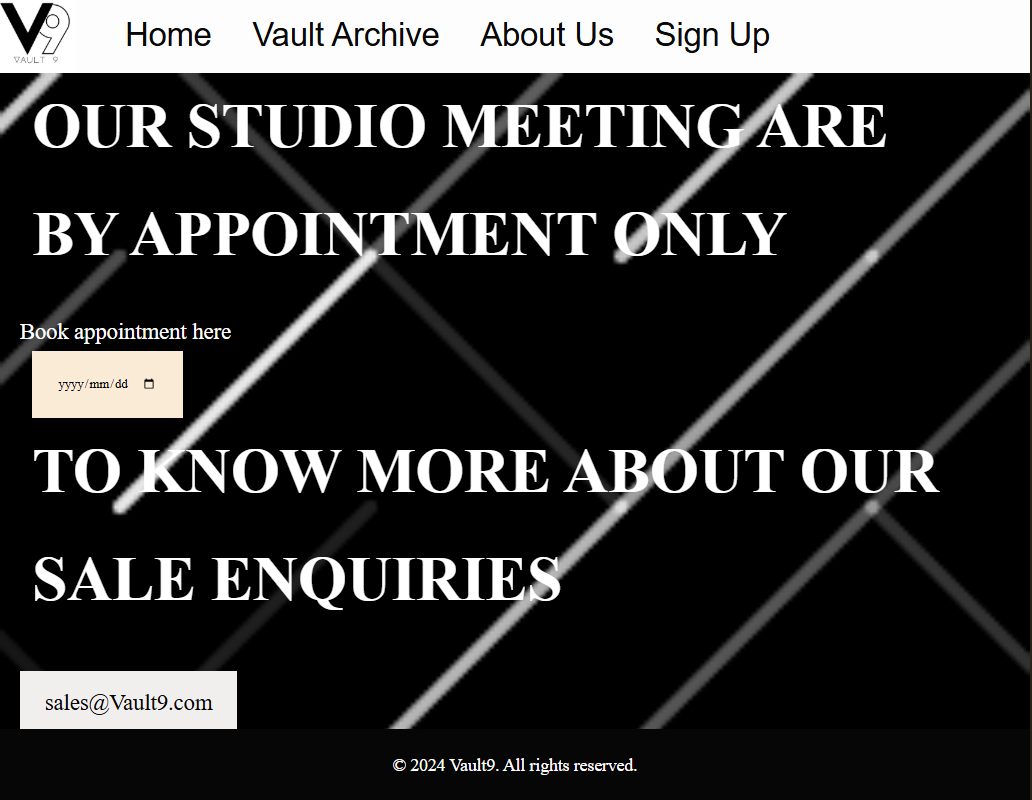 V9
VAULT 9
Home Vault Archive About Us Sign Up
OUR STUDIO MEETING ARE
BY APPOINTMENT ONLY
Book appointment here
yyyy/mm/dd
TO KNOW MORE ABOUT OUR
SALE ENQUIRIES
sales@Vault9.com
© 2024 Vault9. All rights reserved.